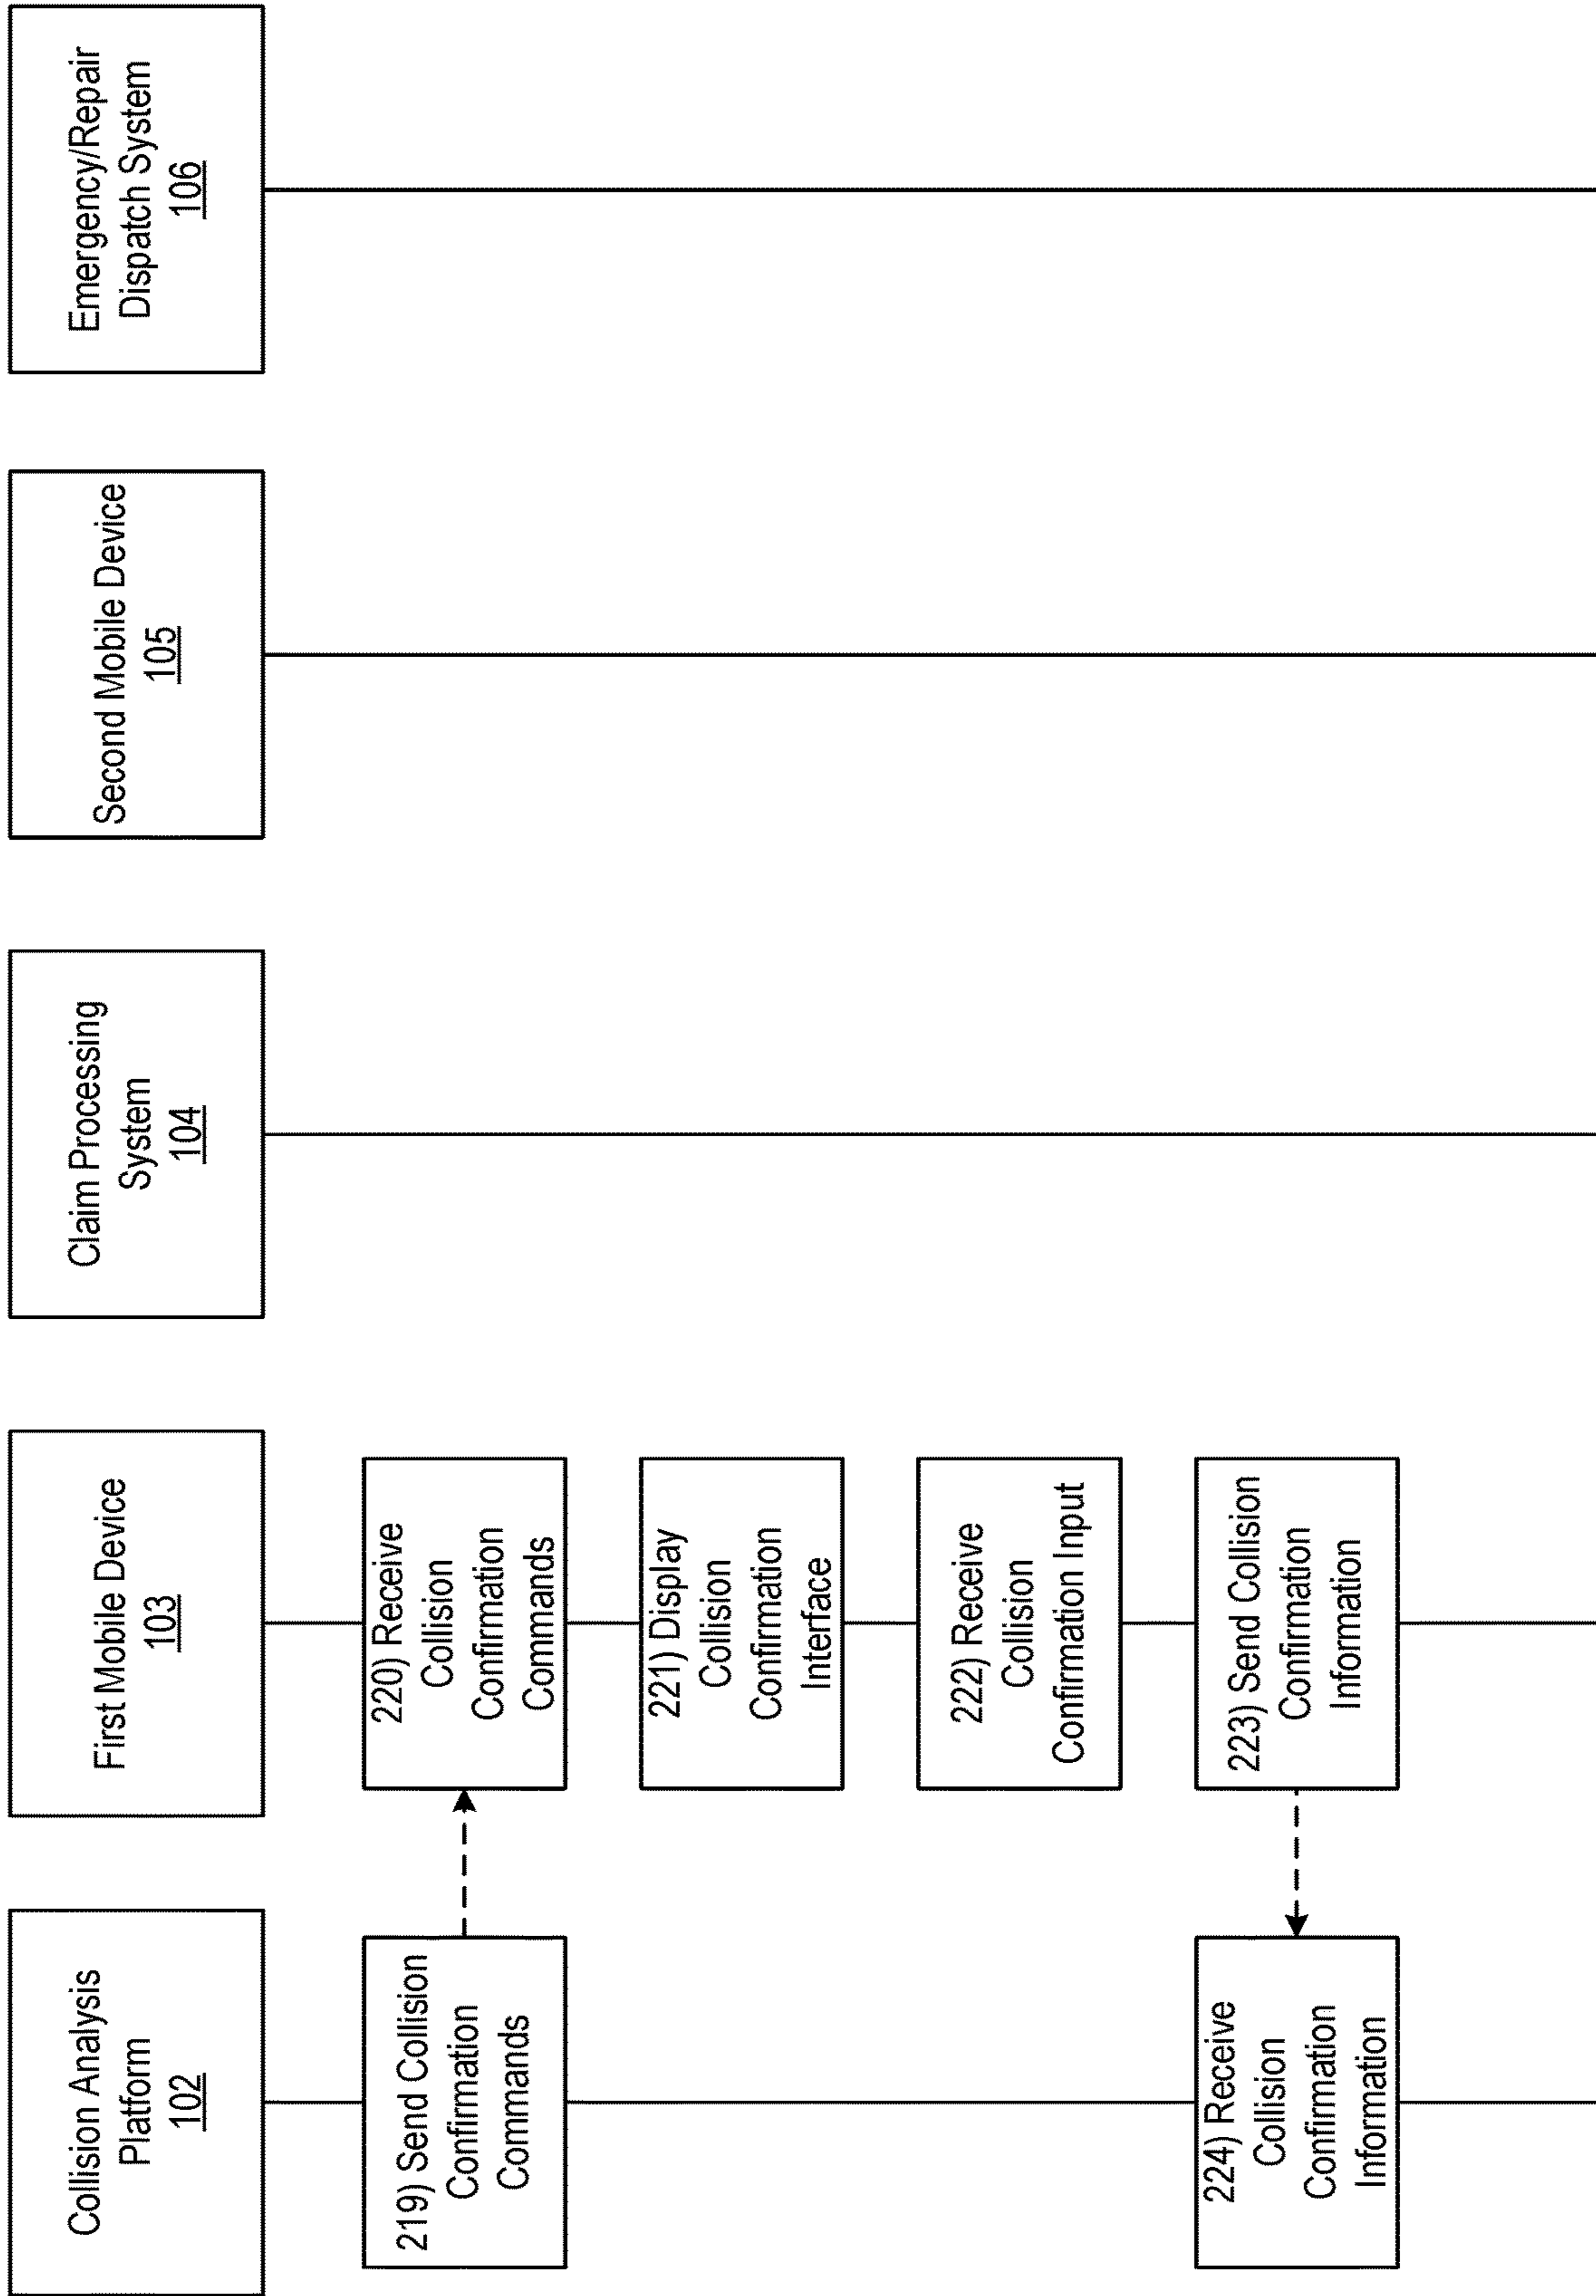 Collision Analysis
Platform
102
First Mobile Device
103
Claim Processing
System
104
Second Mobile Device
105
Emergency/Repair
Dispatch System
106
219) Send Collision
Confirmation
Commands
220) Receive
Collision
Confirmation
Commands
221) Display
Collision
Confirmation
Interface
222) Receive
Collision
Confirmation Input
223) Send Collision
Confirmation
Information
224) Receive
Collision
Confirmation
Information